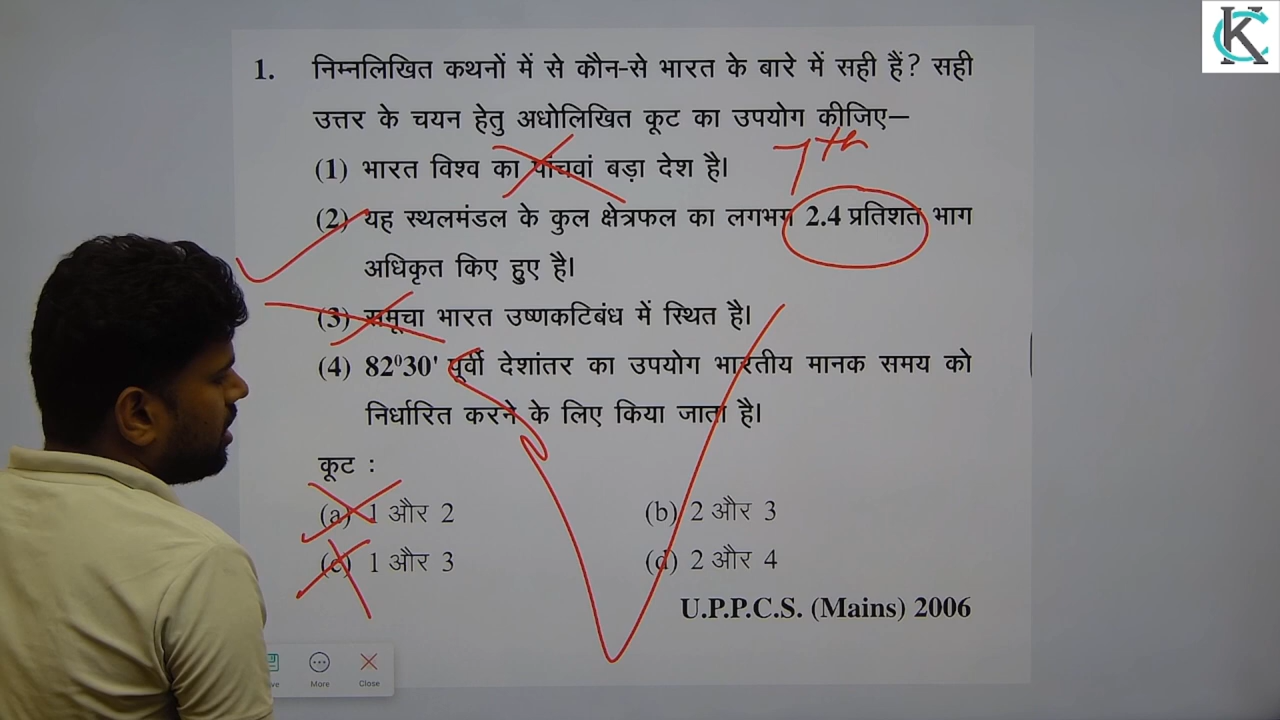 KC
1. निम्नलिखित कथनों में से कौन-से भारत के बारे में सही हैं? सही
उत्तर के चयन हेतु अधोलिखित कूट का उपयोग कीजिए—
7th
(1) भारत विश्व का पांचवां बड़ा देश है।
(2) यह स्थलमंडल के कुल क्षेत्रफल का लगभग 2.4 प्रतिशत भाग
अधिकृत किए हुए है।
(3) समूचा भारत उष्णकटिबंध में स्थित है।
(4) 82⁰30' पूर्वी देशांतर का उपयोग भारतीय मानक समय को
निर्धारित करने के लिए किया जाता है।
कूट :
(a) 1 और 2 (b) 2 और 3
(c) 1 और 3 (d) 2 और 4
U.P.P.C.S. (Mains) 2006
More Close